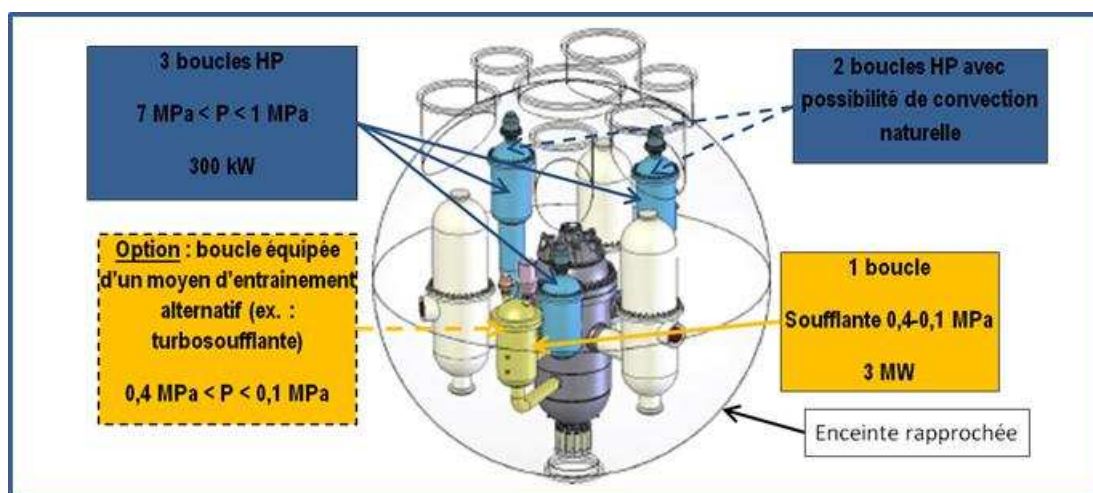 3 boucles HP
7 MPa < P < 1 MPa
300 kW
2 boucles HP avec
possibilité de convection
naturelle
Option : boucle équipée
d'un moyen d'entrainement
alternatif (ex. :
turbosoufflante)
0,4 MPa < P < 0,1 MPa
1 boucle
Soufflante 0,4-0,1 MPa
3 MW
Enceinte rapprochée